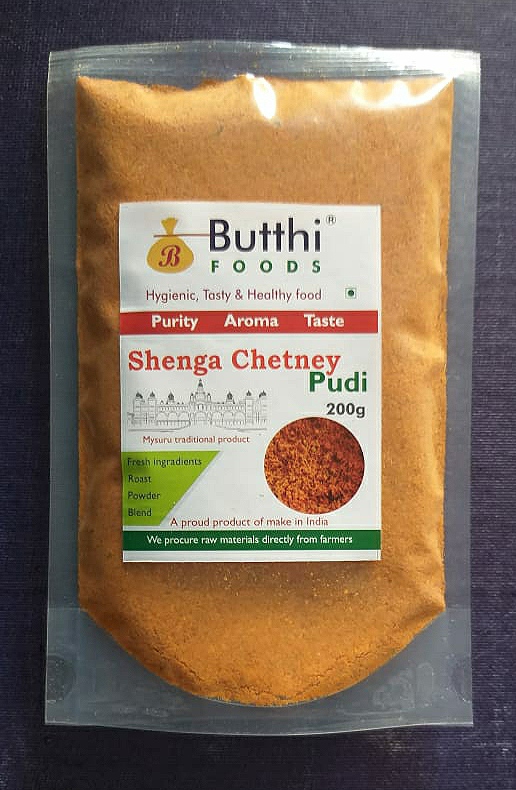 B
Butthi®
FOODS
Hygienic, Tasty & Healthy food
Purity Aroma Taste
Shenga Chetney
Pudi
200g
Mysuru traditional product
Fresh ingredients
Roast
Powder
Blend
A proud product of make in India
We procure raw materials directly from farmers